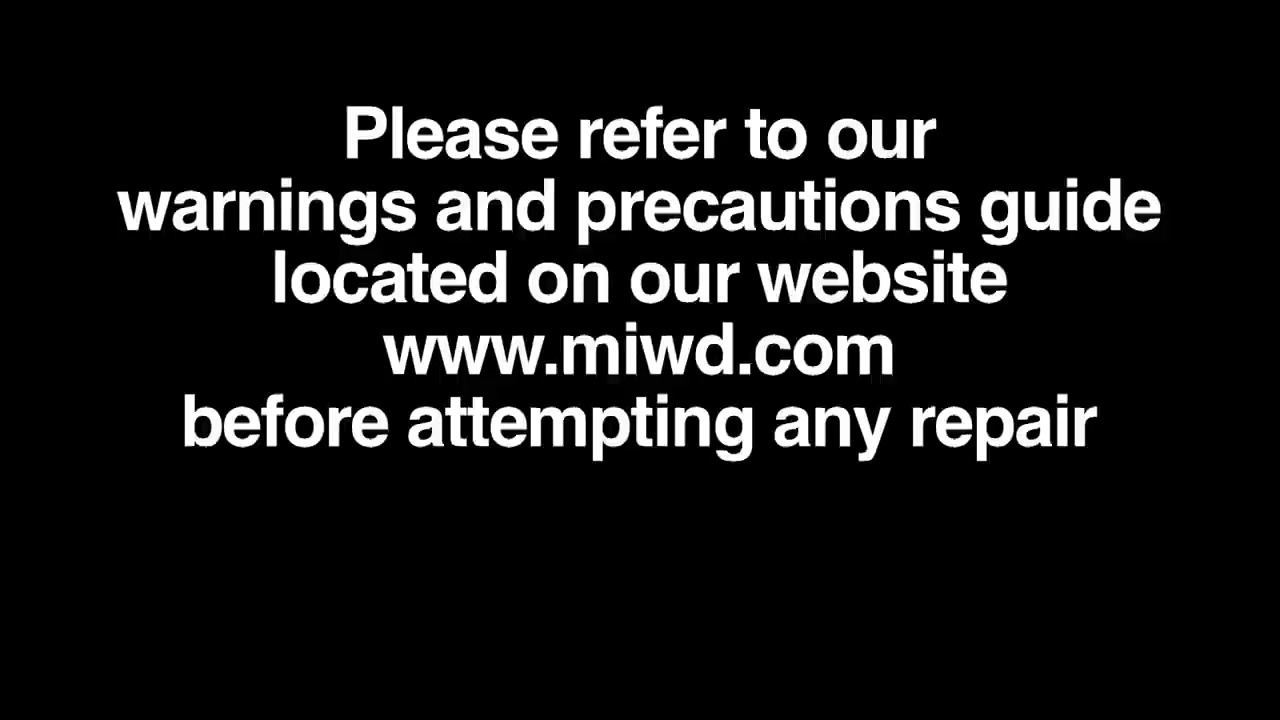 Please refer to our
warnings and precautions guide
located on our website
www.miwd.com
before attempting any repair